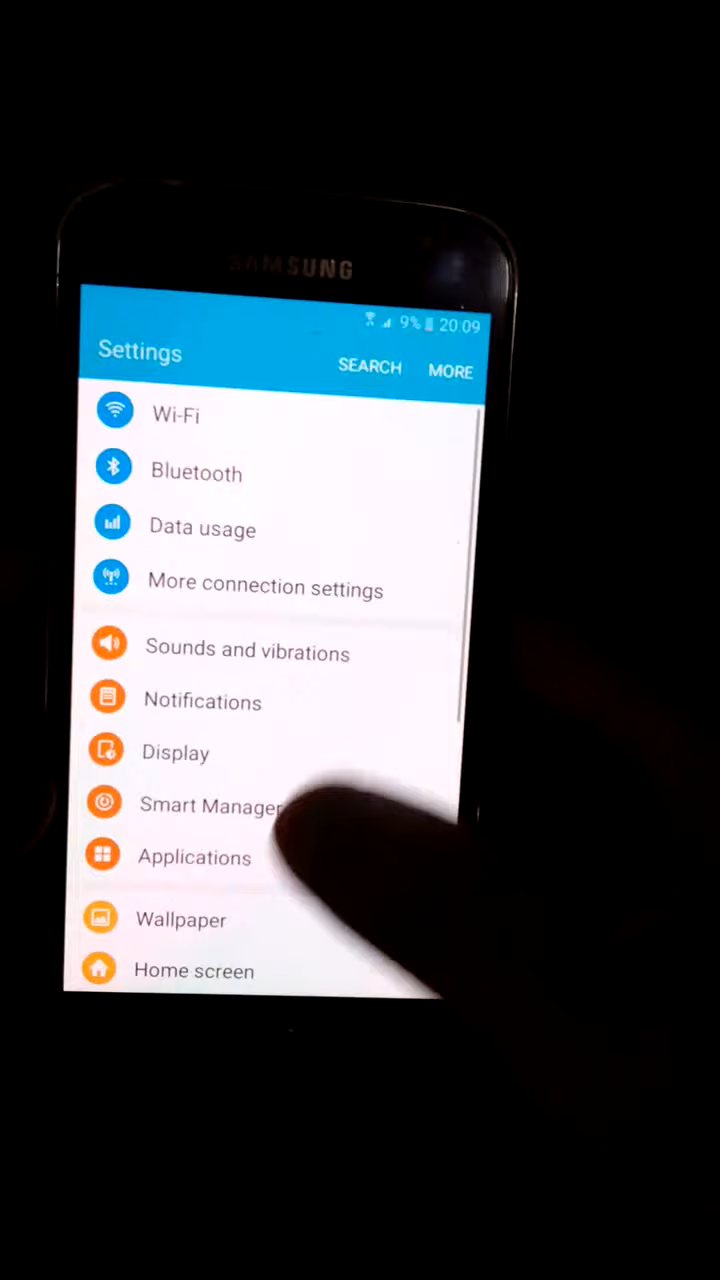 SAMSUNG
9% 20:09
Settings
SEARCH MORE
Wi-Fi
Bluetooth
Data usage
More connection settings
Sounds and vibrations
Notifications
Display
Smart Manager
Applications
Wallpaper
Home screen